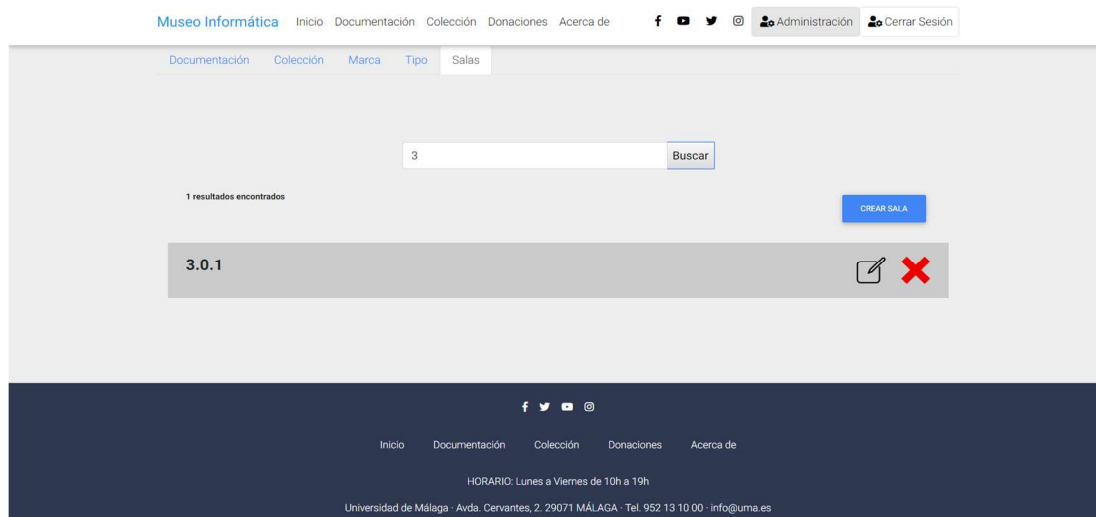 Museo Informática Inicio Documentación Colección Donaciones Acerca de Administración Cerrar Sesión
Documentación Colección Marca Tipo Salas
3 Buscar
1 resultados encontrados
CREAR SALA
3.0.1
Inicio Documentación Colección Donaciones Acerca de
HORARIO: Lunes a Viernes de 10h a 19h
Universidad de Málaga · Avda. Cervantes, 2. 29071 MÁLAGA · Tel. 952 13 10 00 · info@uma.es